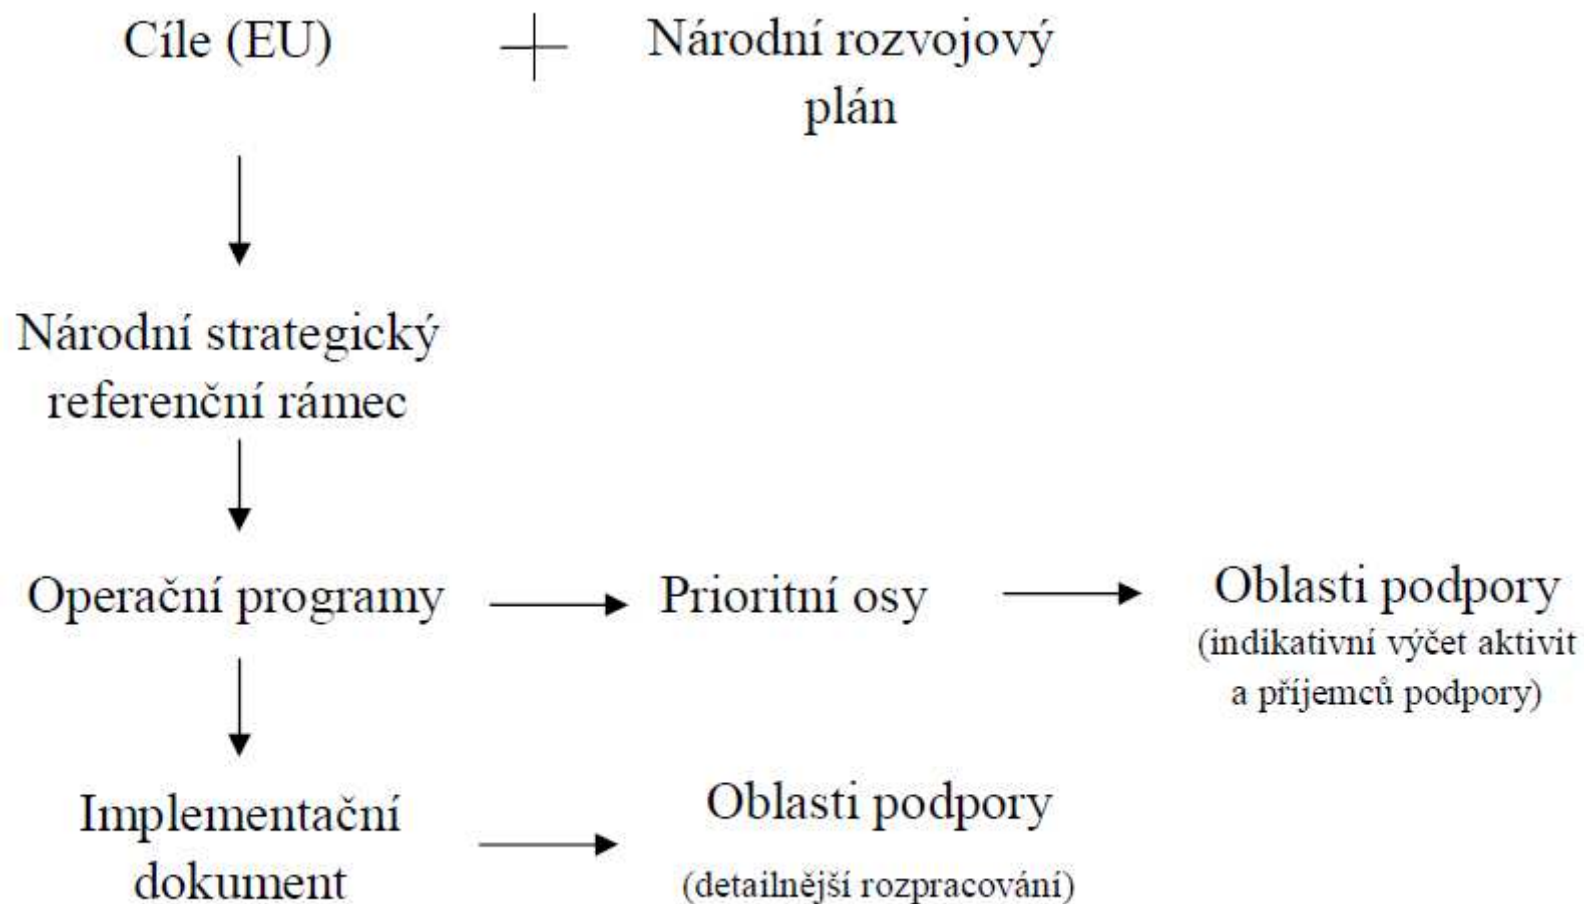 Cíle (EU)
Národní rozvojový
plán
Národní strategický
referenční rámec
Operační programy
Prioritní osy
Oblasti podpory
(indikativní výčet aktivit
a příjemců podpory)
Implementační
dokument
Oblasti podpory
(detailnější rozpracování)